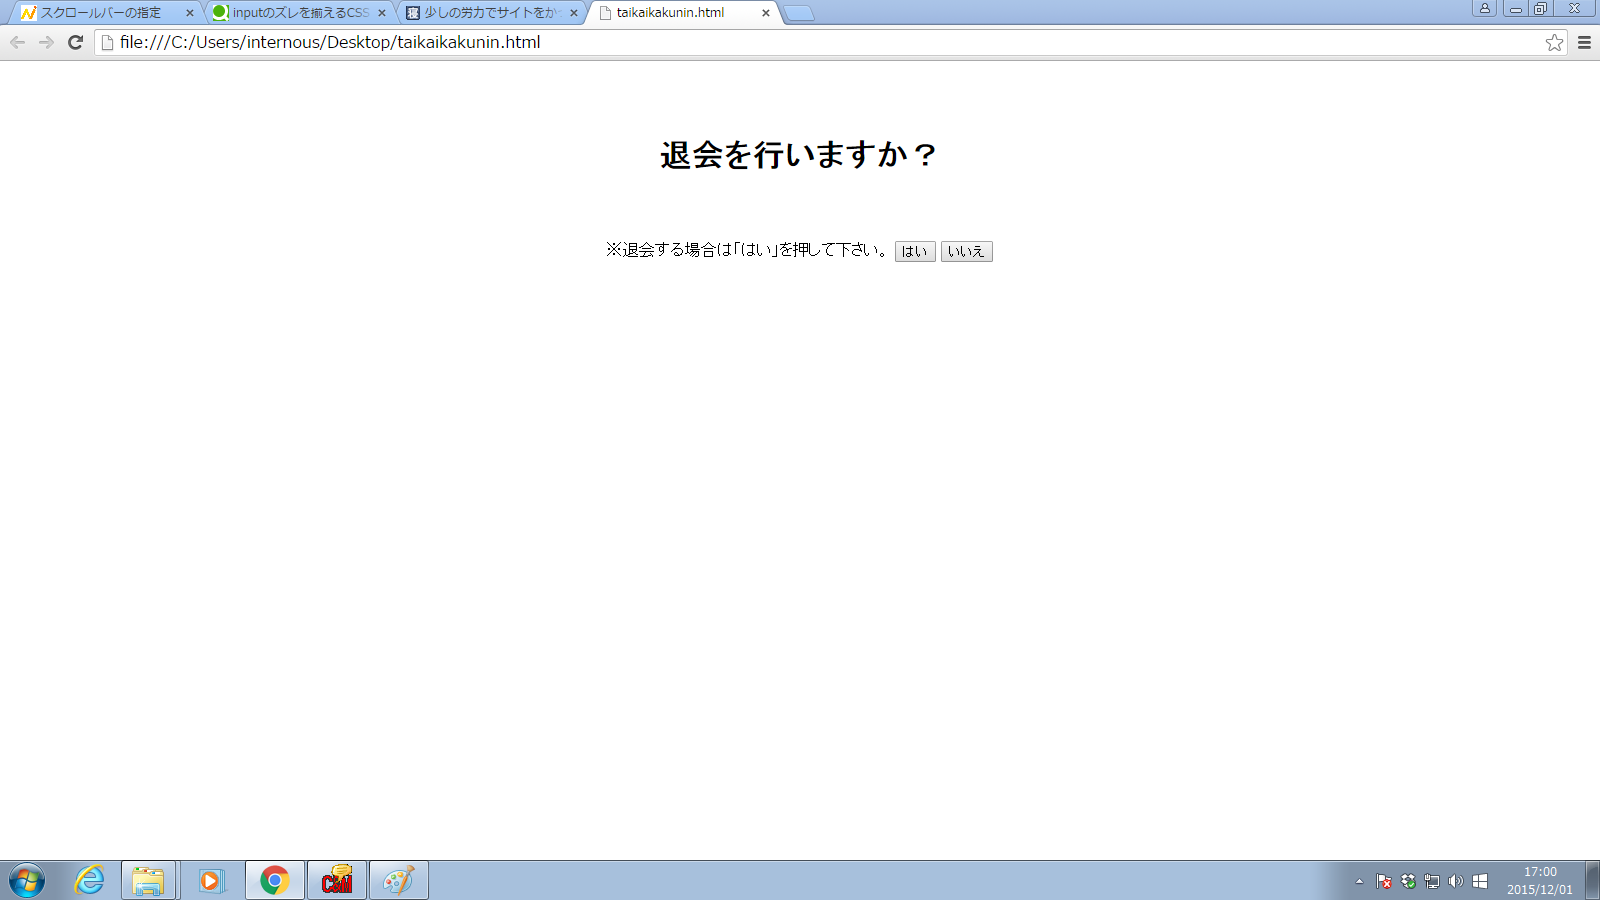 スクロールバーの指定
inputのズレを揃えるCSS
少しの労力でサイトをか
taikaikakunin.html
file:///C:/Users/internous/Desktop/taikaikakunin.html
退会を行いますか？
※退会する場合は「はい」を押して下さい。 はい いいえ
CSM
17:00
2015/12/01